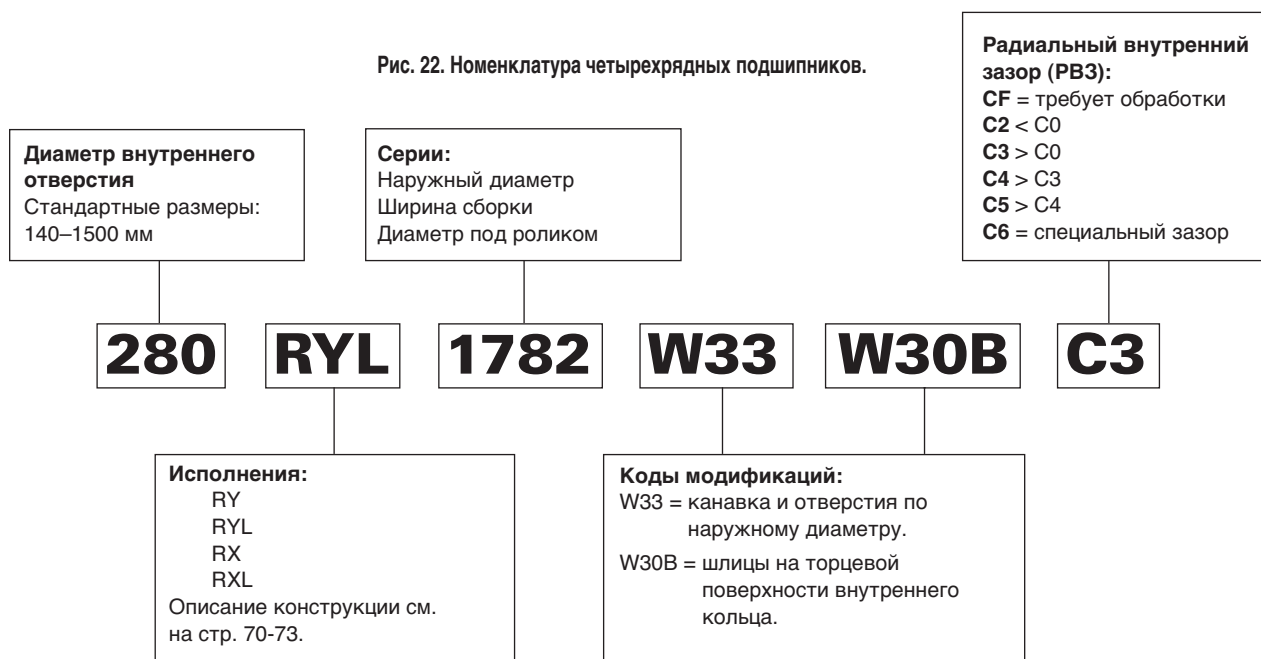 Рис. 22. Номенклатура четырехрядных подшипников.
Диаметр внутреннего
отверстия
Стандартные размеры:
140–1500 мм
Серии:
Наружный диаметр
Ширина сборки
Диаметр под роликом
Радиальный внутренний
зазор (РВЗ):
CF = требует обработки
C2 < C0
C3 > C0
C4 > C3
C5 > C4
C6 = специальный зазор
280 RYL 1782 W33 W30B C3
Исполнения:
RY
RYL
RX
RXL
Описание конструкции см.
на стр. 70-73.
Коды модификаций:
W33 = канавка и отверстия по
наружному диаметру.
W30B = шлицы на торцевой
поверхности внутреннего
кольца.